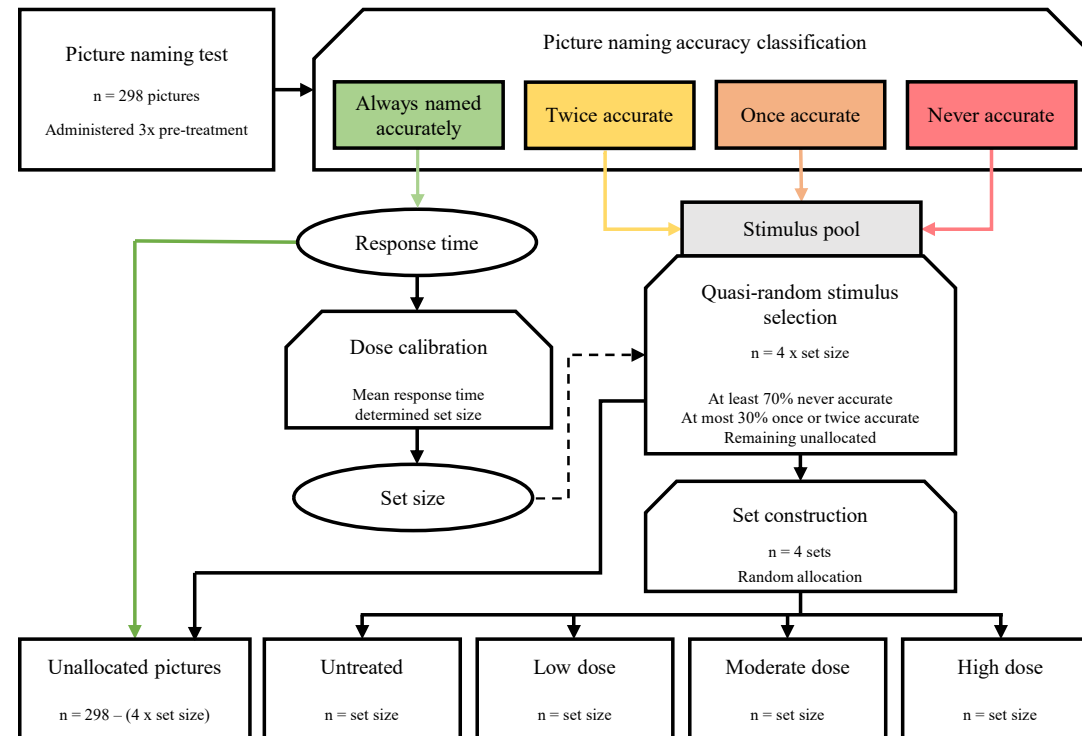 Picture naming test
n = 298 pictures
Administered 3x pre-treatment
Picture naming accuracy classification
Always named
accurately
Twice accurate
Once accurate
Never accurate
Response time
Stimulus pool
Dose calibration
Mean response time
determined set size
Quasi-random stimulus
selection
n = 4 x set size
At least 70% never accurate
At most 30% once or twice accurate
Remaining unallocated
Set size
Set construction
n = 4 sets
Random allocation
Unallocated pictures
n = 298 – (4 x set size)
Untreated
n = set size
Low dose
n = set size
Moderate dose
n = set size
High dose
n = set size